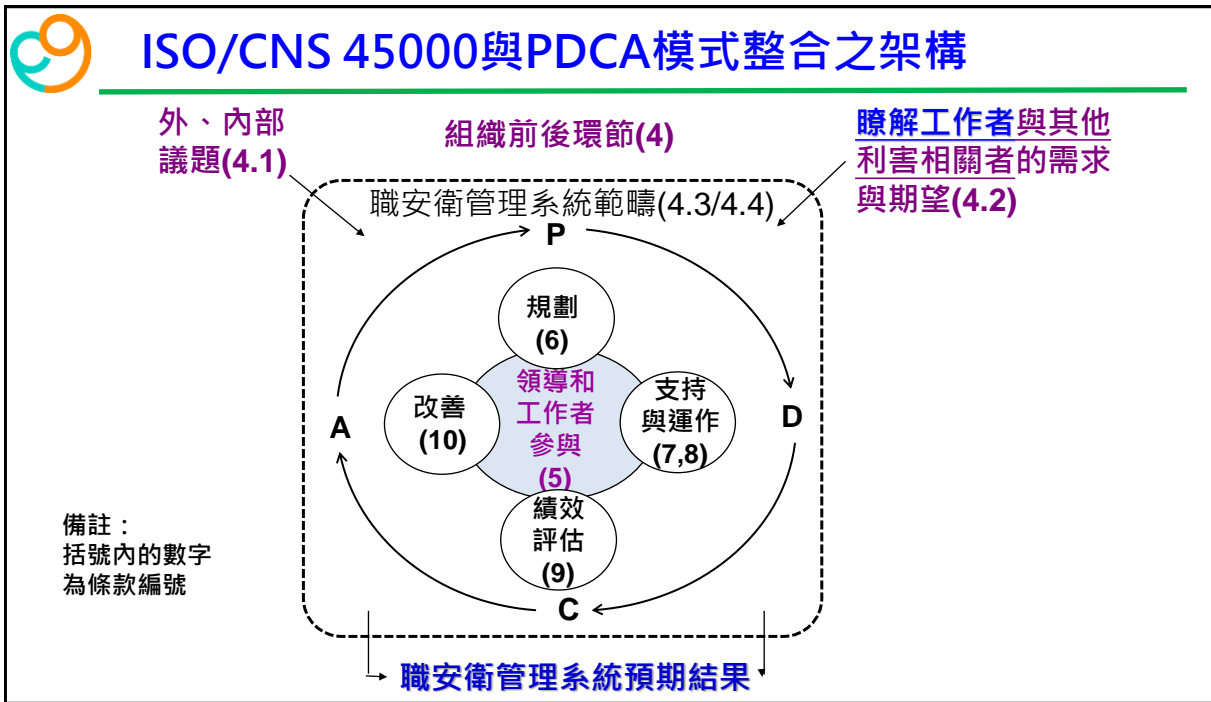 ISO/CNS 45000與PDCA模式整合之架構
外、內部
議題(4.1)
組織前後環節(4)
瞭解工作者與其他
利害相關者的需求
與期望(4.2)
職安衛管理系統範疇(4.3/4.4)
P
規劃
(6)
領導和
工作者
參與
(5)
改善
(10)
A
支持
與運作
(7,8)
D
績效
評估
(9)
C
備註：
括號內的數字
為條款編號
職安衛管理系統預期結果